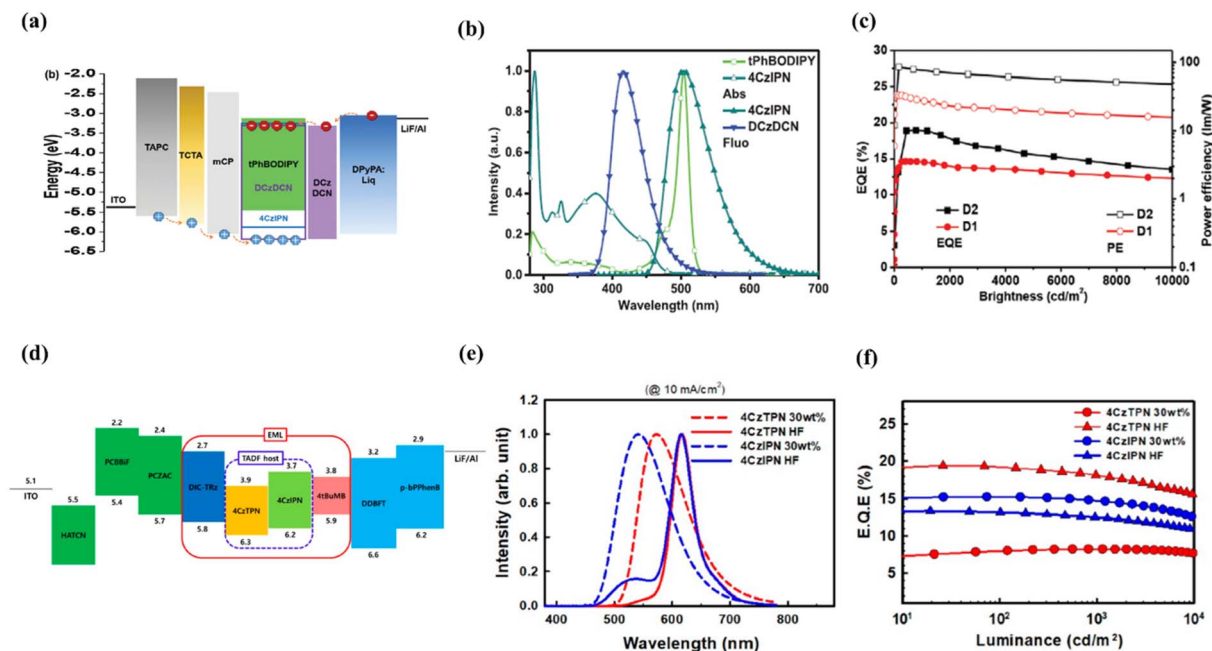 (a)
(b)
-2.0
-2.5
-3.0
-3.5
-4.0
-4.5
-5.0
-5.5
-6.0
-6.5
Energy (eV)
ITO
TAPC
TCTA
mCP
tPhBODIPY
DCzDCN
4CzIPN
DCz
DCN
DPyPA:
Liq
LiF/Al
(b)
1.0
0.8
0.6
0.4
0.2
0.0
Intensity (a.u.)
300 400 500 600 700
Wavelength (nm)
tPhBODIPY
4CzIPN
Abs
4CzIPN
DCzDCN
Fluo
(c)
30
25
20
15
10
5
0
EQE (%)
0 2000 4000 6000 8000 10000
Brightness (cd/m²)
100
10
1
0.1
Power efficiency (lm/W)
D2
D1
EQE
D2
D1
PE
(d)
5.1
ITO
5.5
HATCN
2.2
PCBBiF
5.4
2.4
PCZAC
5.7
EML
2.7
DIC-TRz
5.8
TADF host
3.9
4CzTPN
6.3
3.7
4CzIPN
6.2
3.8
4tBuMB
5.9
3.2
DDBFT
6.6
2.9
p-bPPhenB
6.2
LiF/Al
(e)
(@ 10 mA/cm²)
1.2
1.0
0.8
0.6
0.4
0.2
0.0
Intensity (arb. unit)
400 500 600 700 800
Wavelength (nm)
4CzTPN 30wt%
4CzTPN HF
4CzIPN 30wt%
4CzIPN HF
(f)
25
20
15
10
5
E.Q.E (%)
10¹ 10² 10³ 10⁴
Luminance (cd/m²)
4CzTPN 30wt%
4CzTPN HF
4CzIPN 30wt%
4CzIPN HF